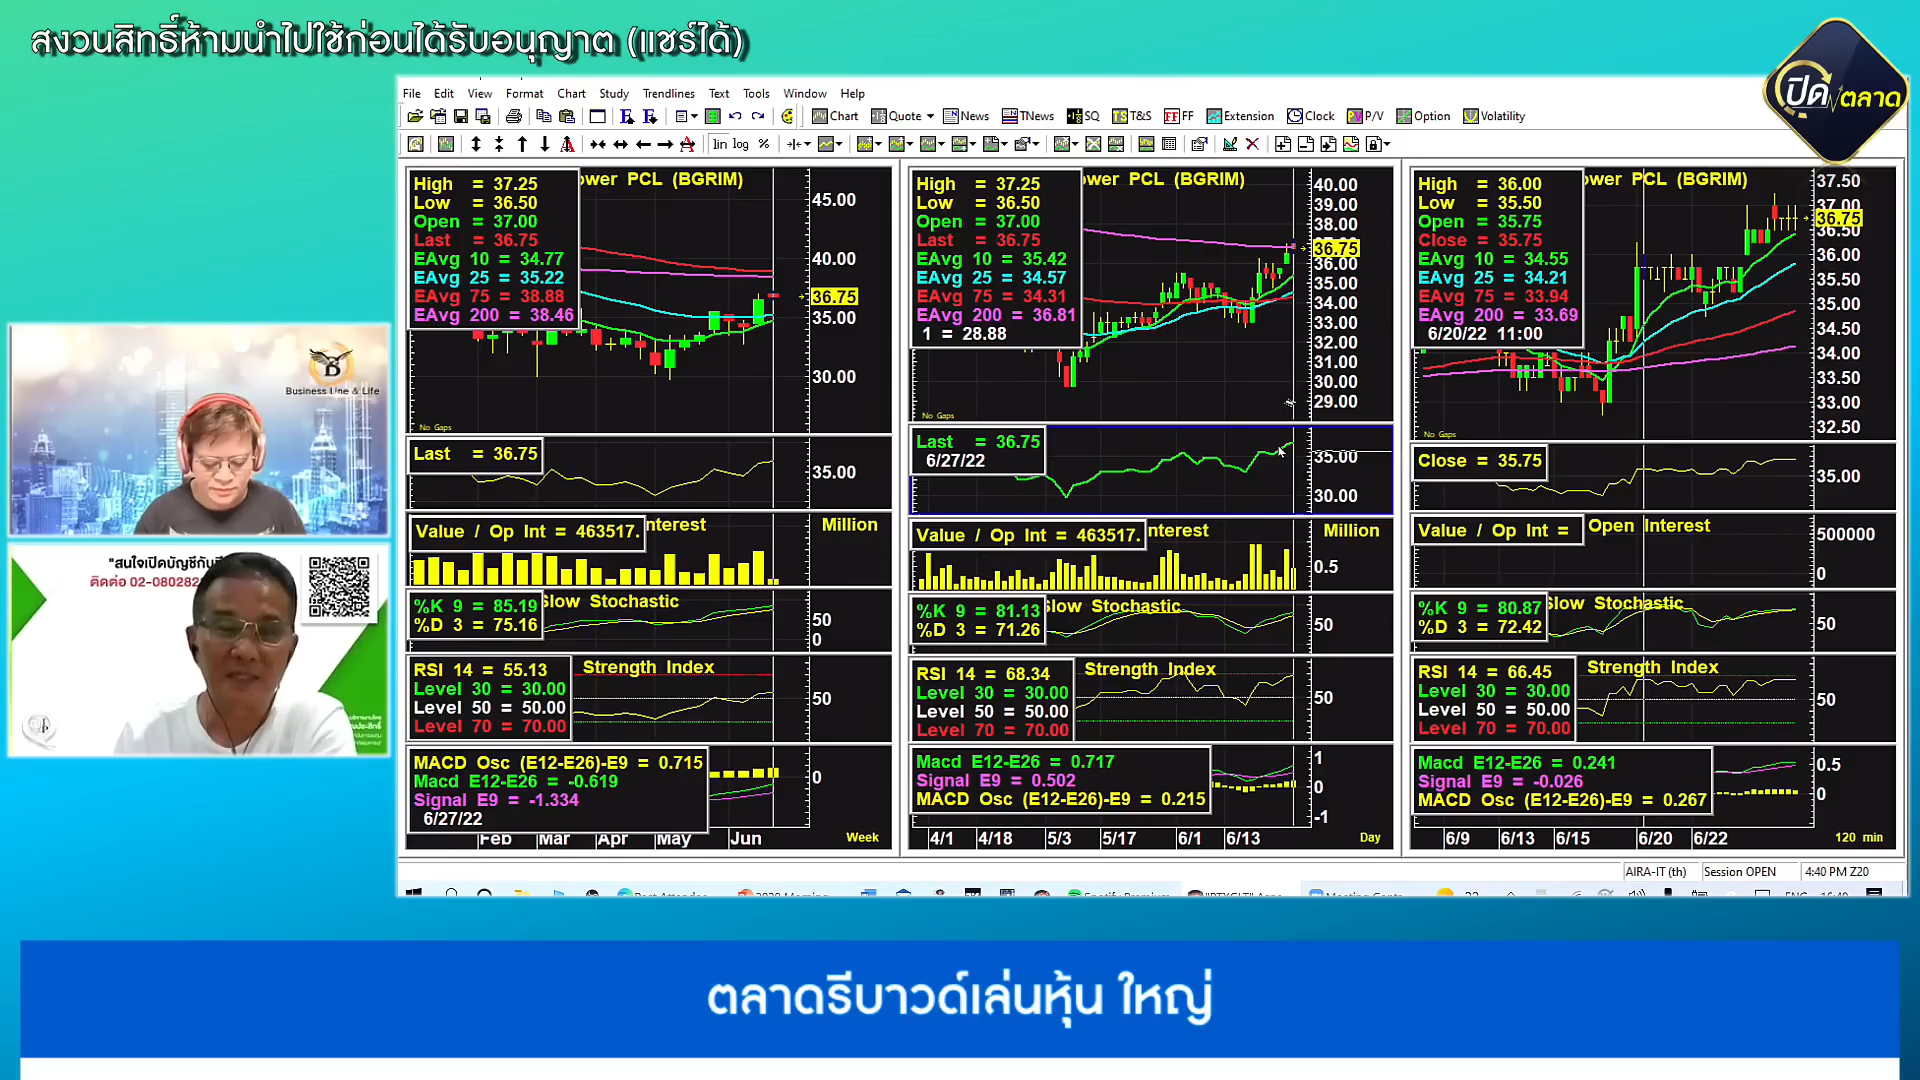 สงวนสิทธิ์ห้ามนำไปใช้ก่อนได้รับอนุญาต (แชร์ได้)
ปิดตลาด
File Edit View Format Chart Study Trendlines Text Tools Window Help
Chart Quote News TNews SQ T&S FF Extension Clock P/V Option Volatility
lin log %
High = 37.25
Low = 36.50
Open = 37.00
Last = 36.75
EAvg 10 = 34.77
EAvg 25 = 35.22
EAvg 75 = 38.88
EAvg 200 = 38.46
ower PCL (BGRIM)
45.00
40.00
36.75
35.00
30.00
No Gaps
Last = 36.75
35.00
Value / Op Int = 463517.
nterest
Million
%K 9 = 85.19
%D 3 = 75.16
Slow Stochastic
50
0
RSI 14 = 55.13
Level 30 = 30.00
Level 50 = 50.00
Level 70 = 70.00
Strength Index
50
MACD Osc (E12-E26)-E9 = 0.715
Macd E12-E26 = -0.619
Signal E9 = -1.334
6/27/22
0
Feb Mar Apr May Jun Week
High = 37.25
Low = 36.50
Open = 37.00
Last = 36.75
EAvg 10 = 35.42
EAvg 25 = 34.57
EAvg 75 = 34.31
EAvg 200 = 36.81
1 = 28.88
ower PCL (BGRIM)
40.00
39.00
38.00
36.75
36.00
35.00
34.00
33.00
32.00
31.00
30.00
29.00
No Gaps
Last = 36.75
6/27/22
35.00
30.00
Value / Op Int = 463517.
nterest
Million
0.5
%K 9 = 81.13
%D 3 = 71.26
Slow Stochastic
50
RSI 14 = 68.34
Level 30 = 30.00
Level 50 = 50.00
Level 70 = 70.00
Strength Index
50
Macd E12-E26 = 0.717
Signal E9 = 0.502
MACD Osc (E12-E26)-E9 = 0.215
1
0
-1
4/1 4/18 5/3 5/17 6/1 6/13 Day
High = 36.00
Low = 35.50
Open = 35.75
Close = 35.75
EAvg 10 = 34.55
EAvg 25 = 34.21
EAvg 75 = 33.94
EAvg 200 = 33.69
6/20/22 11:00
ower PCL (BGRIM)
37.50
37.00
36.75
36.50
36.00
35.50
35.00
34.50
34.00
33.50
33.00
32.50
No Gaps
Close = 35.75
35.00
Value / Op Int =
Open Interest
500000
0
%K 9 = 80.87
%D 3 = 72.42
Slow Stochastic
50
RSI 14 = 66.45
Level 30 = 30.00
Level 50 = 50.00
Level 70 = 70.00
Strength Index
50
Macd E12-E26 = 0.241
Signal E9 = -0.026
MACD Osc (E12-E26)-E9 = 0.267
0.5
0
6/9 6/13 6/15 6/20 6/22 120 min
AIRA-IT (th) Session OPEN 4:40 PM Z20
B
Business Line & Life
"สนใจเปิดบัญชีกับ
ติดต่อ 02-080282
ตลาดรีบาวด์เล่นหุ้น ใหญ่